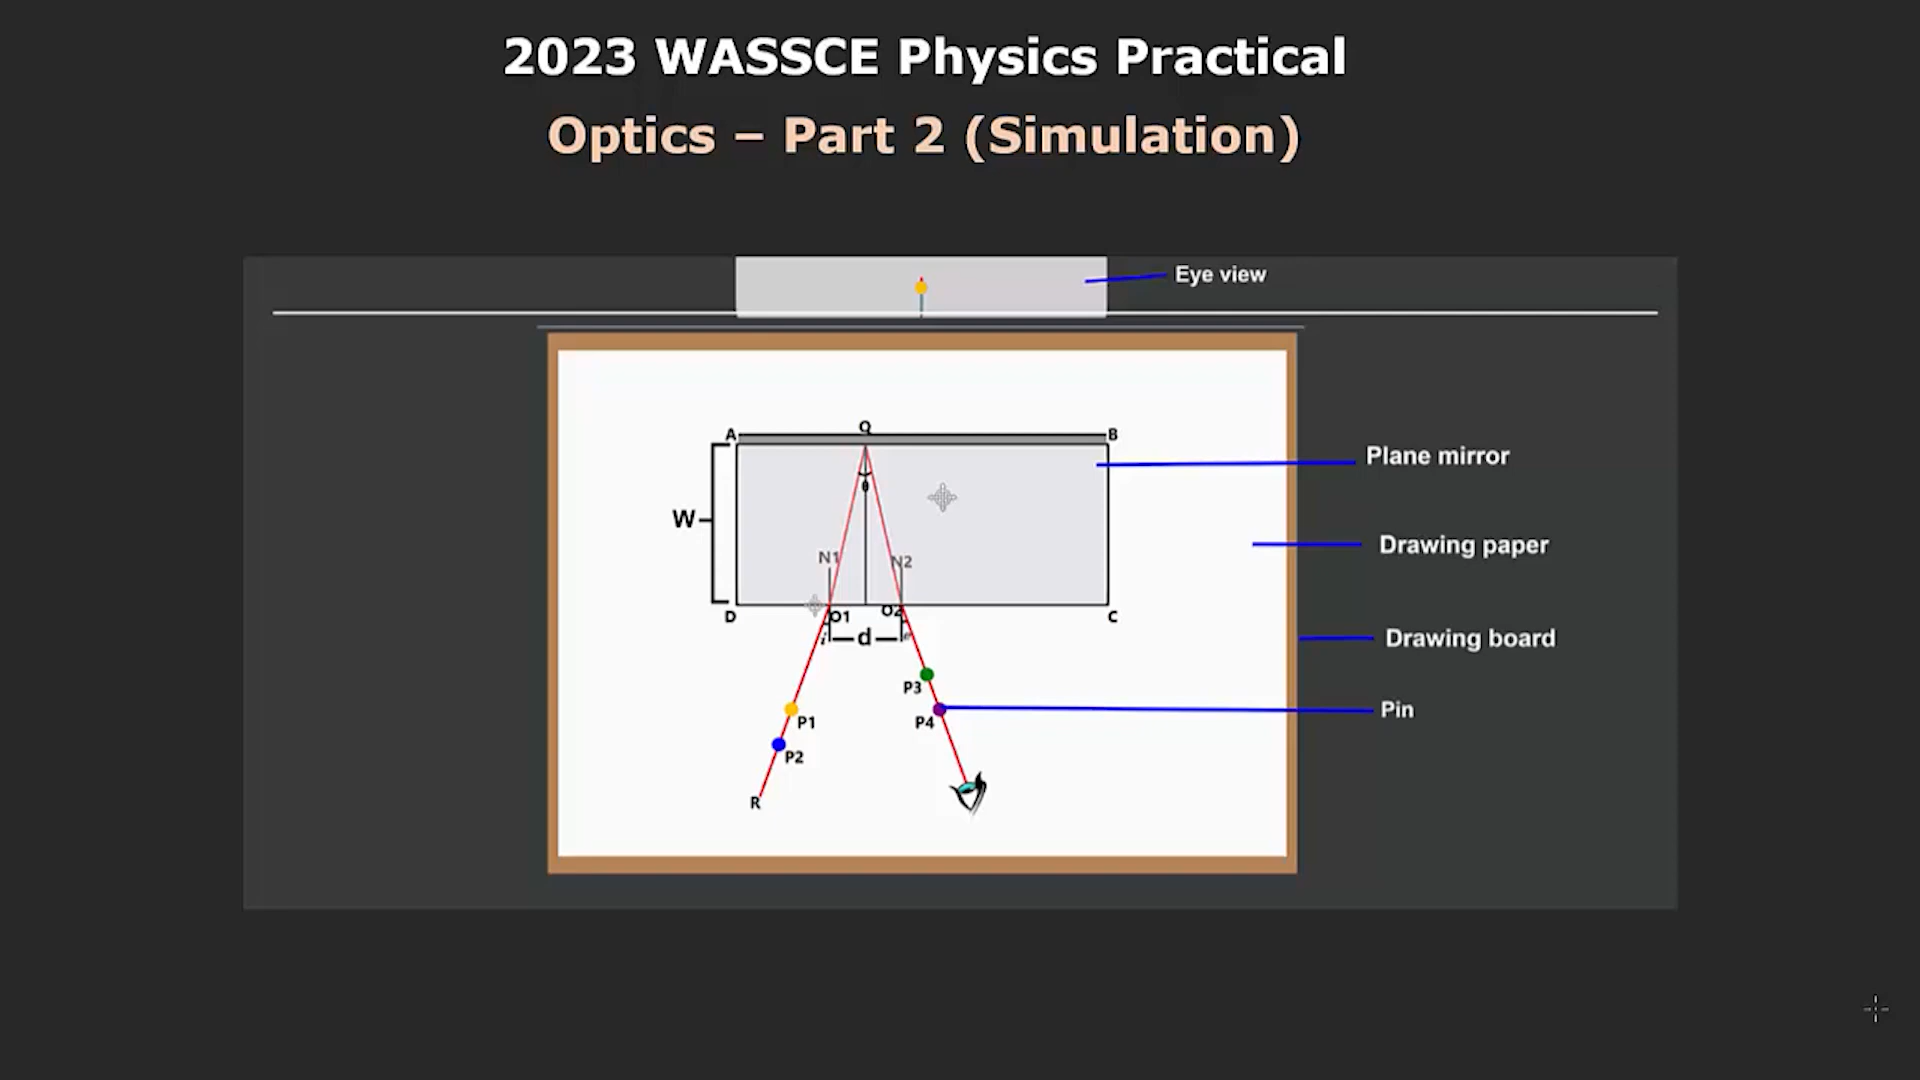 2023 WASSCE Physics Practical
Optics – Part 2 (Simulation)
Eye view
Q
A
B
Plane mirror
θ
W
Drawing paper
N1
N2
D
O1
O2
C
i
d
e
Drawing board
P3
P1
P4
Pin
P2
R